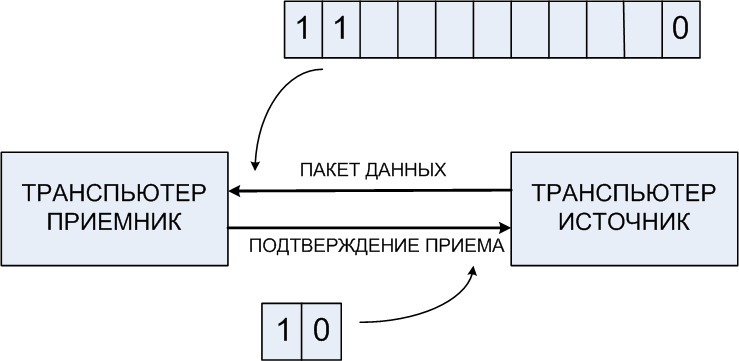 1 1 0
ПАКЕТ ДАННЫХ
ТРАНСПЬЮТЕР
ПРИЕМНИК
ТРАНСПЬЮТЕР
ИСТОЧНИК
ПОДТВЕРЖДЕНИЕ ПРИЕМА
1 0